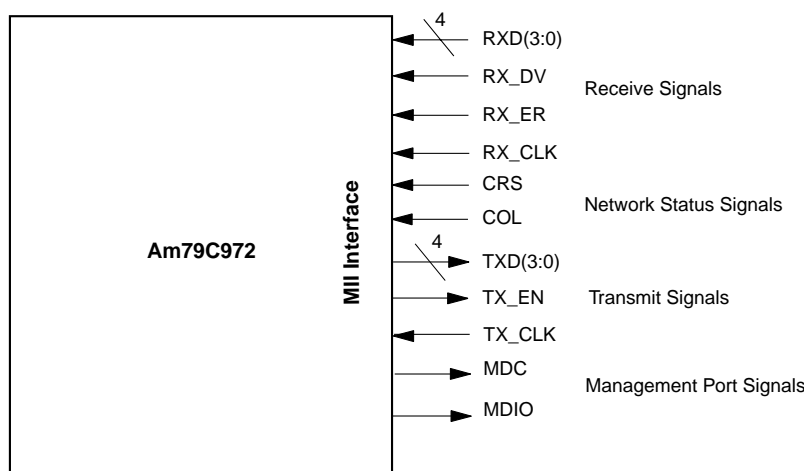 4
RXD(3:0)
RX_DV
Receive Signals
RX_ER
RX_CLK
CRS
Network Status Signals
COL
Am79C972
MII Interface
4
TXD(3:0)
TX_EN
Transmit Signals
TX_CLK
MDC
Management Port Signals
MDIO